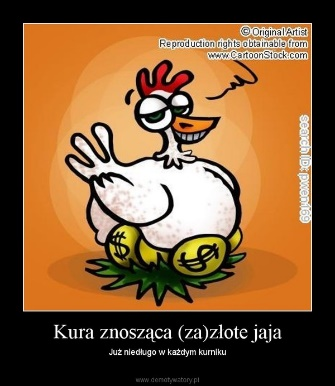 © Original Artist
Reproduction rights obtainable from
www.CartoonStock.com
search ID: pwen169
$ $
Kura znosząca (za)złote jaja
Już niedługo w każdym kurniku
www.demotywatory.pl